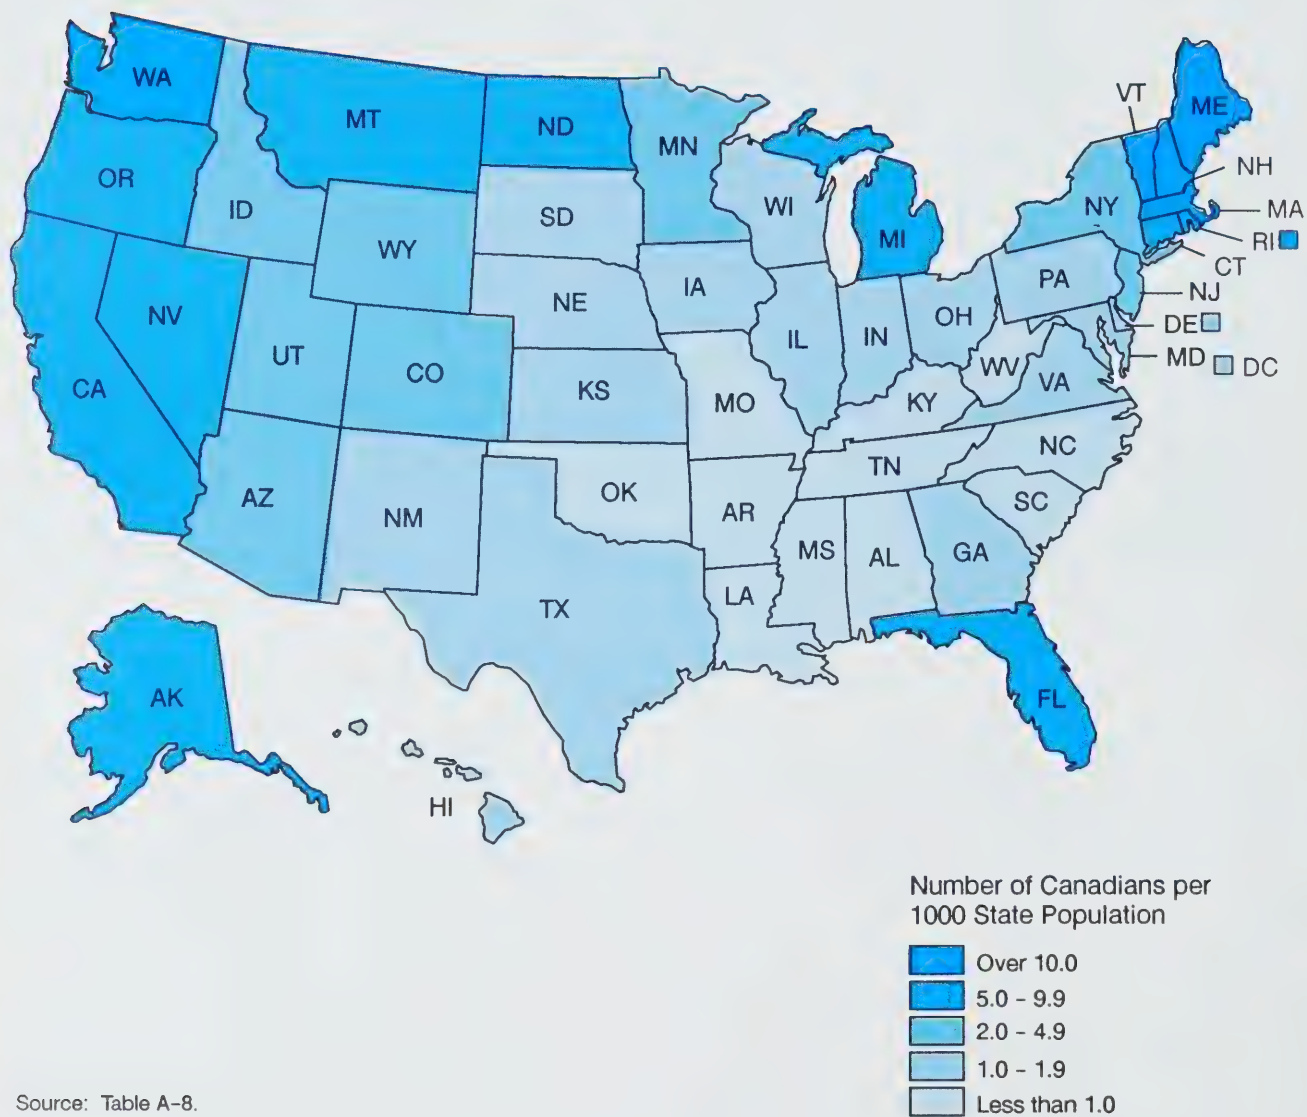 WA
MT
ND
MN
VT
ME
OR
ID
SD
WI
MI
NY
NH
MA
RI
CT
WY
NE
IA
PA
NJ
DE
MD
DC
NV
UT
CO
KS
IL
IN
OH
WV
VA
CA
MO
KY
NC
AZ
NM
OK
AR
TN
SC
MS
AL
GA
TX
LA
AK
HI
FL
Number of Canadians per
1000 State Population
Over 10.0
5.0 - 9.9
2.0 - 4.9
1.0 - 1.9
Less than 1.0
Source: Table A-8.